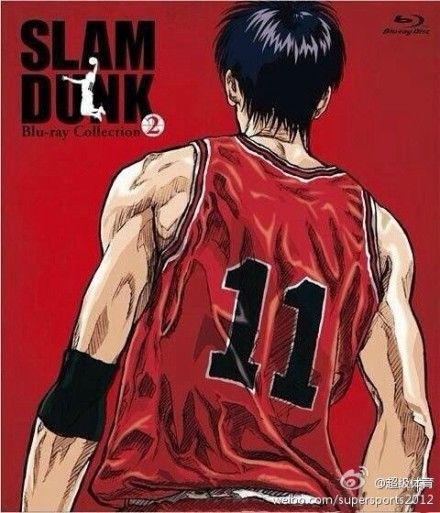 SLAM
DUNK
Blu-ray Collection 2
Blu-ray Disc
11
@超级体育
weibo.com/supersports2012